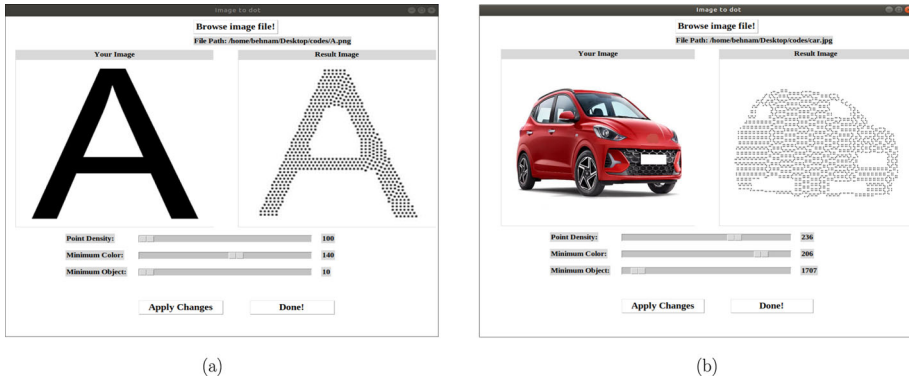 Image to dot
Browse image file!
File Path: /home/behnam/Desktop/codes/A.png
Your Image
Result Image
A
Point Density: 100
Minimum Color: 140
Minimum Object: 10
Apply Changes
Done!
(a)
Image to dot
Browse image file!
File Path: /home/behnam/Desktop/codes/car.jpg
Your Image
Result Image
Point Density: 236
Minimum Color: 206
Minimum Object: 1707
Apply Changes
Done!
(b)